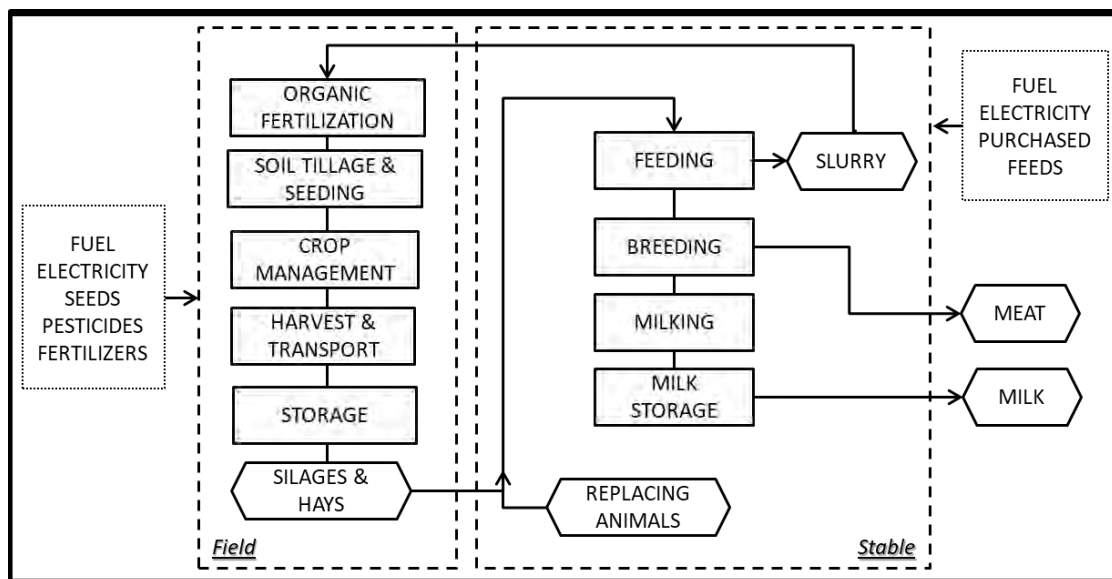 FUEL
ELECTRICITY
SEEDS
PESTICIDES
FERTILIZERS
ORGANIC
FERTILIZATION
SOIL TILLAGE &
SEEDING
CROP
MANAGEMENT
HARVEST &
TRANSPORT
STORAGE
SILAGES &
HAYS
Field
FEEDING
SLURRY
BREEDING
MILKING
MILK
STORAGE
REPLACING
ANIMALS
Stable
FUEL
ELECTRICITY
PURCHASED
FEEDS
MEAT
MILK